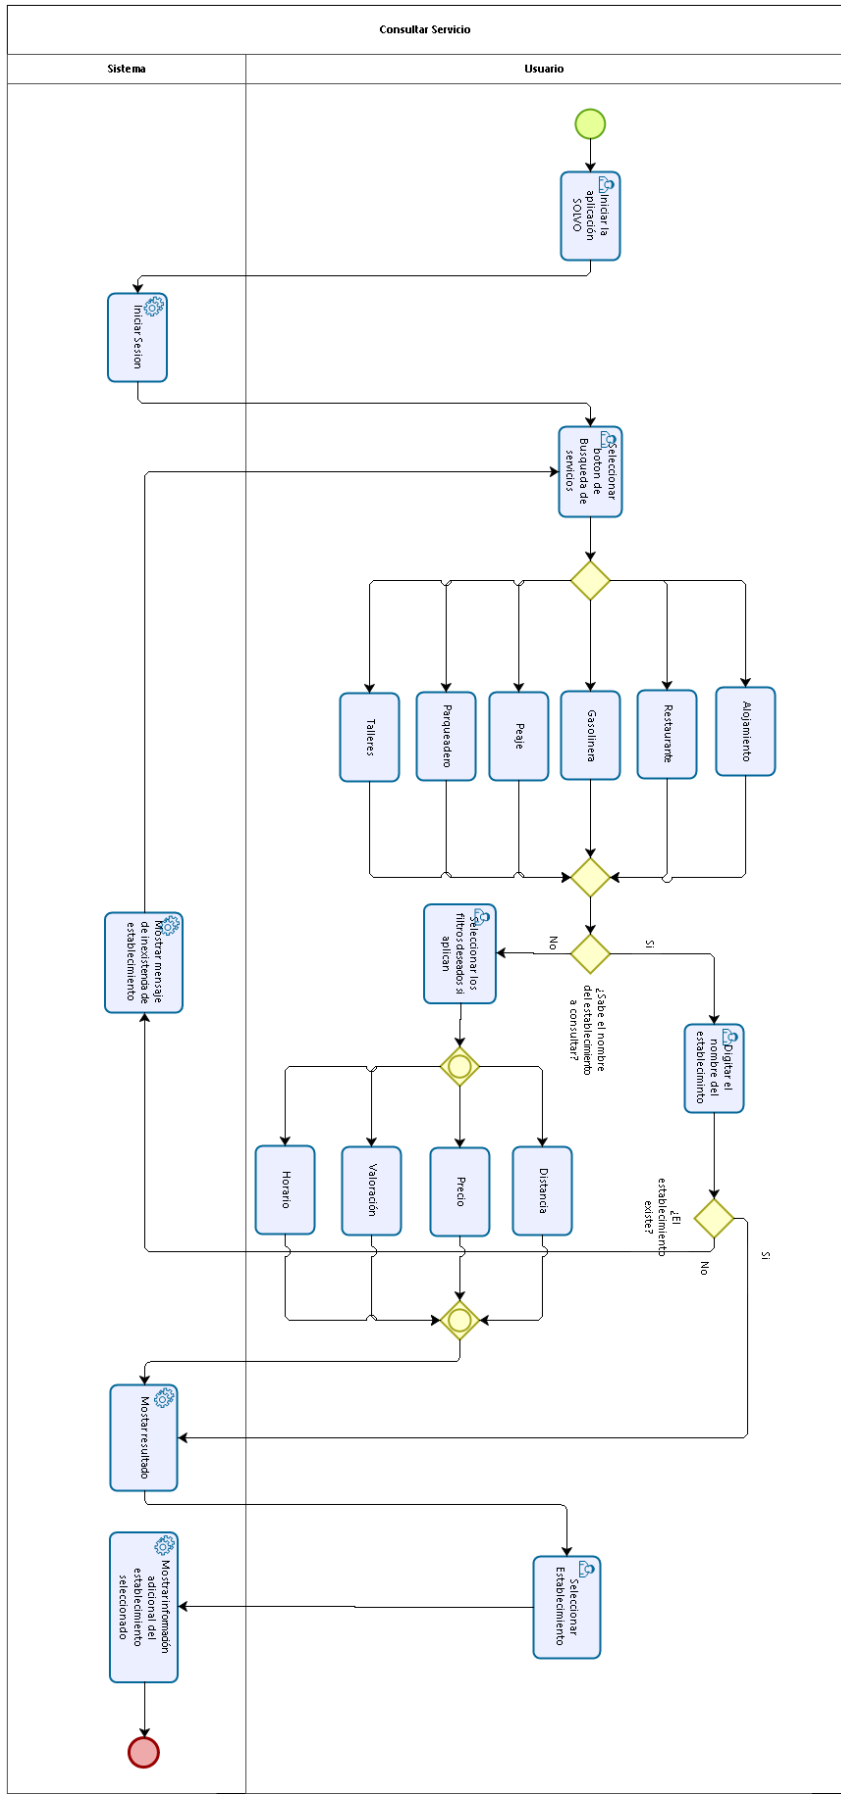 Consultar Servicio
Sistema
Usuario
Iniciar la
aplicación
SOLVO
Iniciar Sesion
Seleccionar
boton de
Busqueda de
servicios
Talleres
Parqueadero
Peaje
Gasolinera
Restaurante
Alojamiento
Mostrar mensaje
de inexistencia de
establecimiento
Seleccionar los
filtros deseados si
aplican
No
Si
¿Sabe el nombre
del establecimiento
a consultar?
Digitar el
nombre del
estableciminto
Horario
Valoración
Precio
Distancia
¿El
establecimiento
existe?
No
Si
Mostar resultado
Seleccionar
Establecimiento
Mostrar información
adicional del
establecimiento
seleccionado